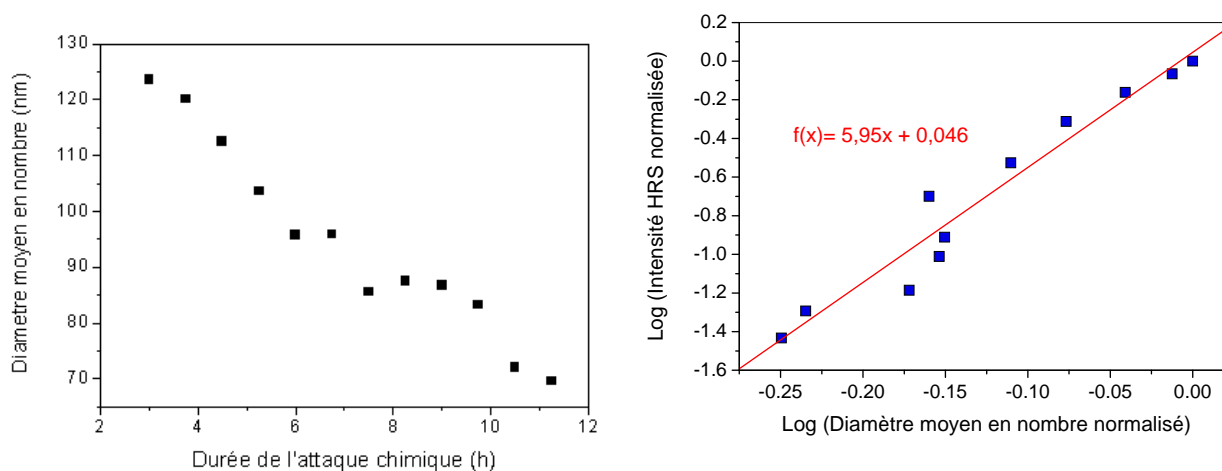 130
120
110
100
90
80
70
2 4 6 8 10 12
Diametre moyen en nombre (nm)
Durée de l'attaque chimique (h)
0.2
0.0
-0.2
-0.4
-0.6
-0.8
-1.0
-1.2
-1.4
-1.6
-0.25 -0.20 -0.15 -0.10 -0.05 0.00
Log (Intensité HRS normalisée)
f(x)= 5,95x + 0,046
Log (Diamètre moyen en nombre normalisé)